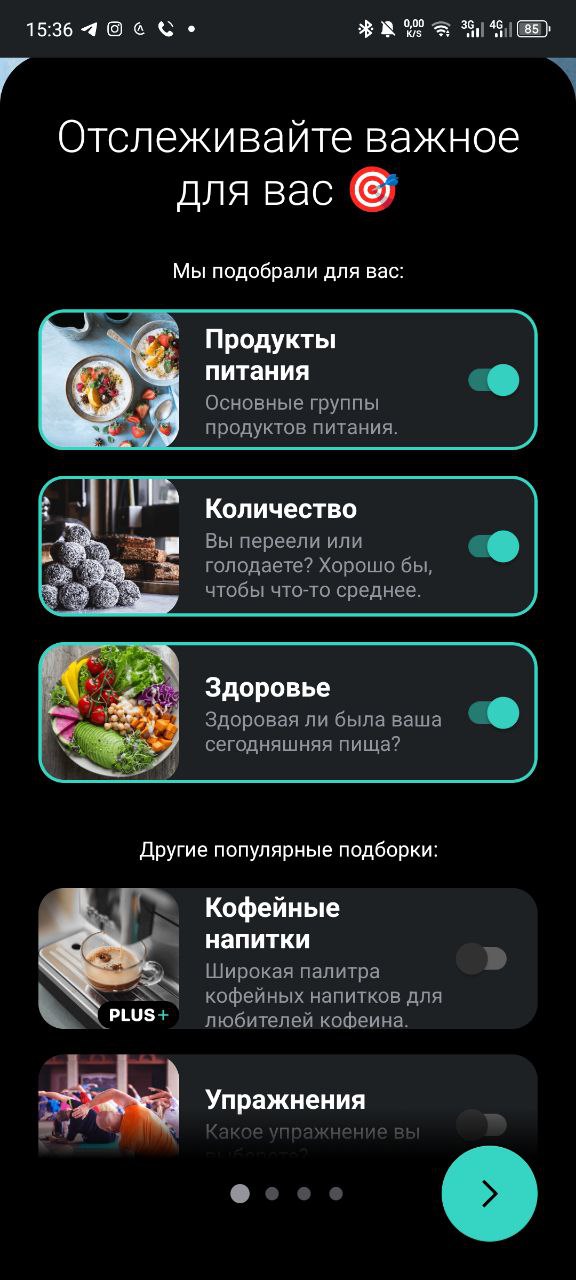 15:36
0,00
K/S
3G
4G
85
Отслеживайте важное
для вас 🎯
Мы подобрали для вас:
Продукты
питания
Основные группы
продуктов питания.
Количество
Вы переели или
голодаете? Хорошо бы,
чтобы что-то среднее.
Здоровье
Здоровая ли была ваша
сегодняшняя пища?
Другие популярные подборки:
Кофейные
напитки
Широкая палитра
кофейных напитков для
любителей кофеина.
PLUS+
Упражнения
Какое упражнение вы